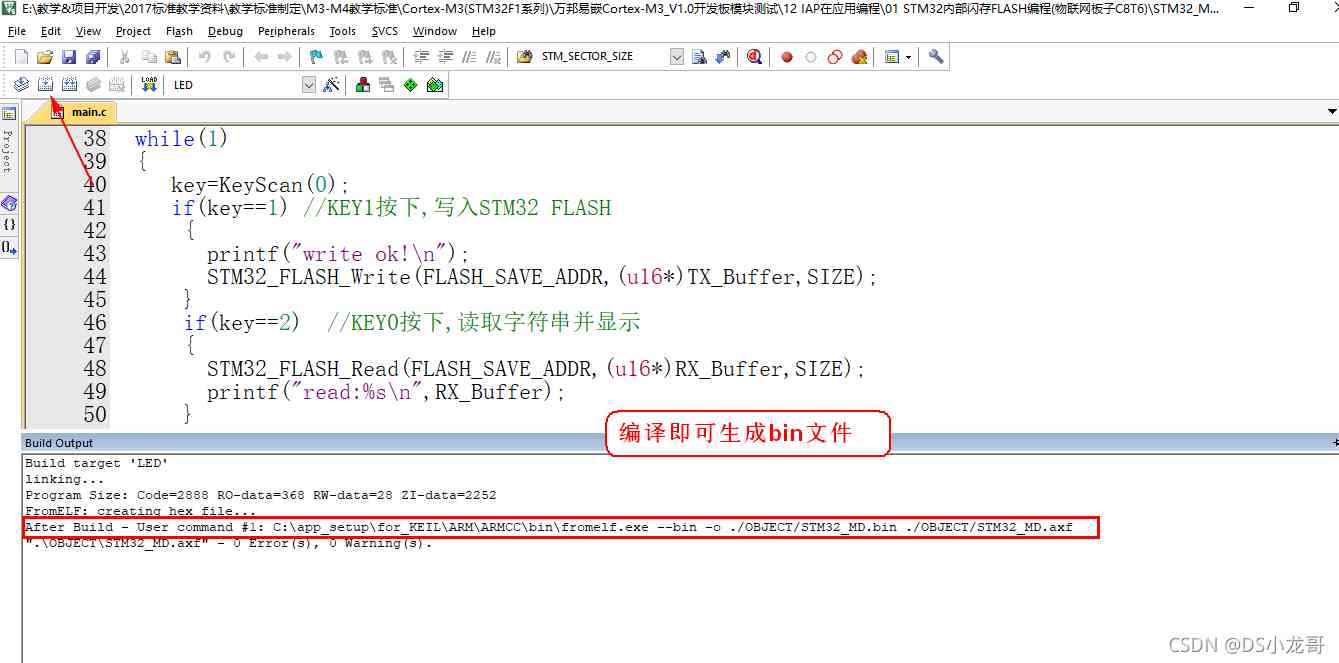 E:\教学&项目开发\2017标准教学资料\教学标准制定\M3-M4教学标准\Cortex-M3(STM32F1系列)\万邦易嵌Cortex-M3_V1.0开发板模块测试\12 IAP在应用编程\01 STM32内部闪存FLASH编程(物联网板子C8T6)\STM32_M...
File Edit View Project Flash Debug Peripherals Tools SVCS Window Help
STM_SECTOR_SIZE
LOAD LED
main.c
Project
38 while(1)
39 {
40 key=KeyScan(0);
41 if(key==1) //KEY1按下,写入STM32 FLASH
42 {
43 printf("write ok!\n");
44 STM32_FLASH_Write(FLASH_SAVE_ADDR,(u16*)TX_Buffer,SIZE);
45 }
46 if(key==2) //KEY0按下,读取字符串并显示
47 {
48 STM32_FLASH_Read(FLASH_SAVE_ADDR,(u16*)RX_Buffer,SIZE);
49 printf("read:%s\n",RX_Buffer);
50 }
编译即可生成bin文件
Build Output
Build target 'LED'
linking...
Program Size: Code=2888 RO-data=368 RW-data=28 ZI-data=2252
FromELF: creating hex file...
After Build - User command #1: C:\app_setup\for_KEIL\ARM\ARMCC\bin\fromelf.exe --bin -o ./OBJECT/STM32_MD.bin ./OBJECT/STM32_MD.axf
".\OBJECT\STM32_MD.axf" - 0 Error(s), 0 Warning(s).
CSDN @DS小龙哥